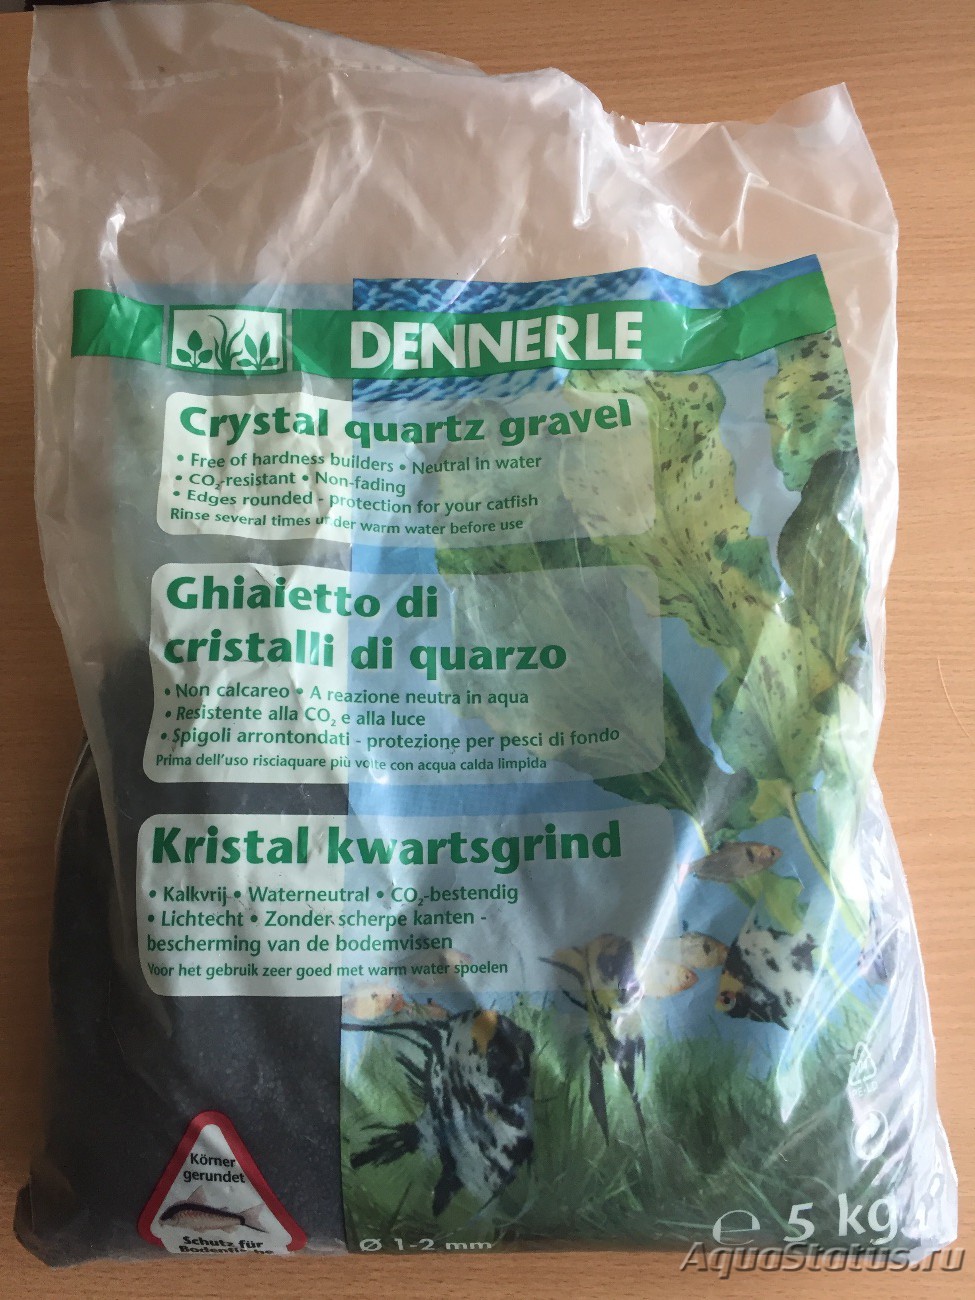 DENNERLE
Crystal quartz gravel
• Free of hardness builders • Neutral in water
• CO₂-resistant • Non-fading
• Edges rounded - protection for your catfish
Rinse several times under warm water before use
Ghiaietto di
cristalli di quarzo
• Non calcareo • A reazione neutra in aqua
• Resistente alla CO₂ e alla luce
• Spigoli arrontondati - protezione per pesci di fondo
Prima dell'uso risciaquare più volte con acqua calda limpida
Kristal kwartsgrind
• Kalkvrij • Waterneutral • CO₂-bestendig
• Lichtecht • Zonder scherpe kanten -
bescherming van de bodemvissen
Voor het gebruik zeer goed met warm water spoelen
Körner
gerundet
Schutz für
Bodenfische
Ø 1-2 mm
℮ 5 kg
AquaStatus.ru